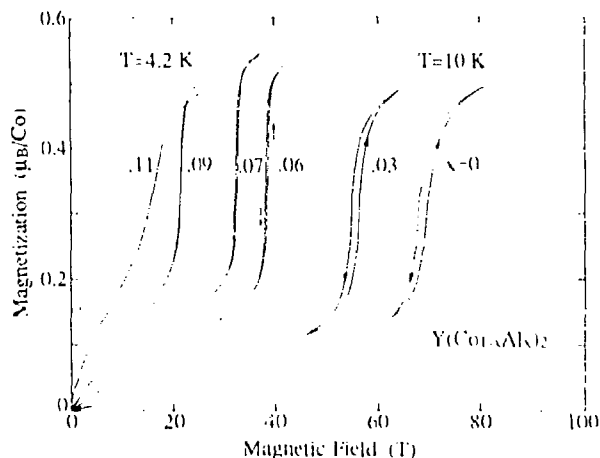 0.6
T=4.2 K
T=10 K
0.4
.11
.09
.07
.06
.03
x=0
Magnetization (μB/Co)
0.2
Y(Co1-xAlx)2
0
0
20
40
60
80
100
Magnetic Field (T)